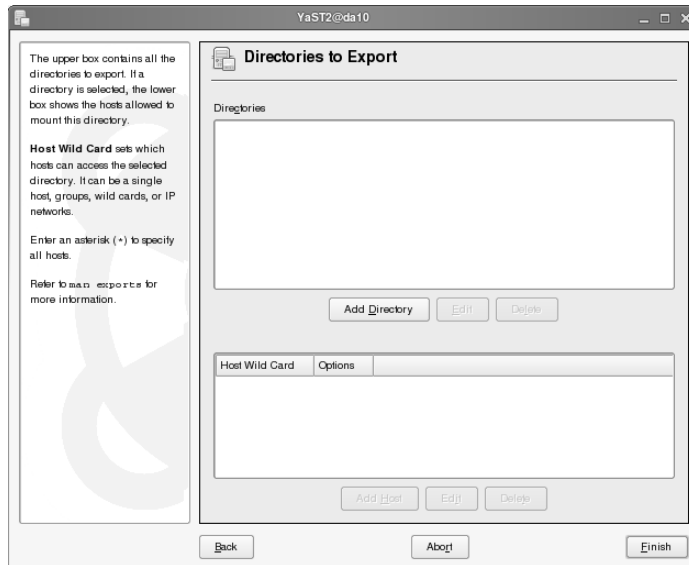 YaST2@da10
The upper box contains all the
directories to export. If a
directory is selected, the lower
box shows the hosts allowed to
mount this directory.
Host Wild Card sets which
hosts can access the selected
directory. It can be a single
host, groups, wild cards, or IP
networks.
Enter an asterisk (*) to specify
all hosts.
Refer to man exports for
more information.
Directories to Export
Directories
Add Directory Edit Delete
Host Wild Card Options
Add Host Edit Delete
Back Abort Finish